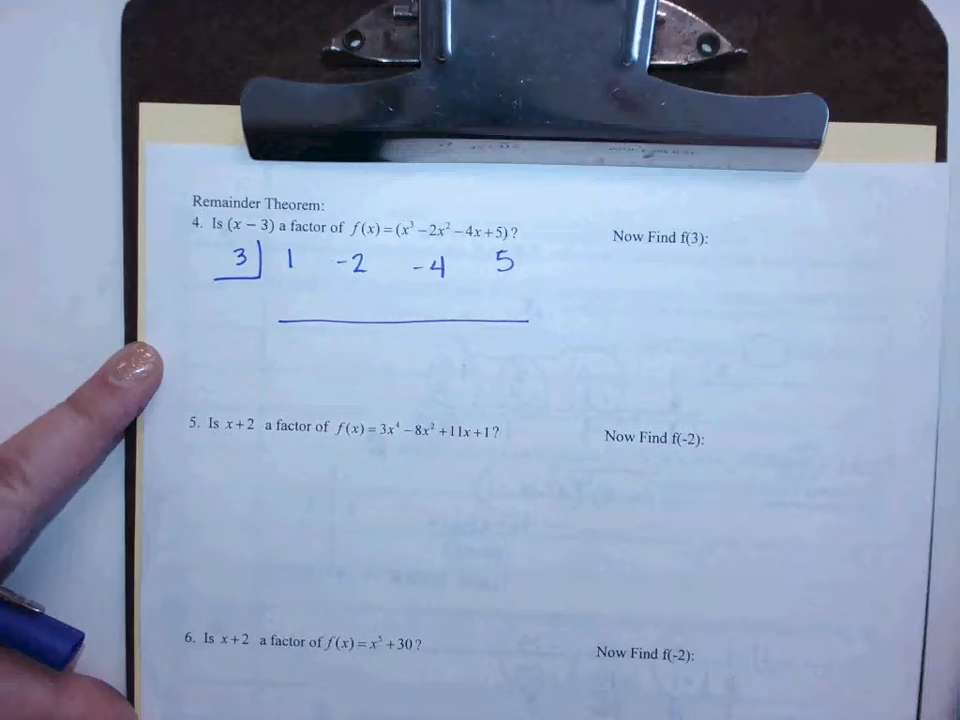 Remainder Theorem:
4. Is (x − 3) a factor of f(x) = (x³ − 2x² − 4x + 5)?
Now Find f(3):
3 1 -2 -4 5
5. Is x + 2 a factor of f(x) = 3x⁴ − 8x² + 11x + 1?
Now Find f(-2):
6. Is x + 2 a factor of f(x) = x⁵ + 30?
Now Find f(-2):